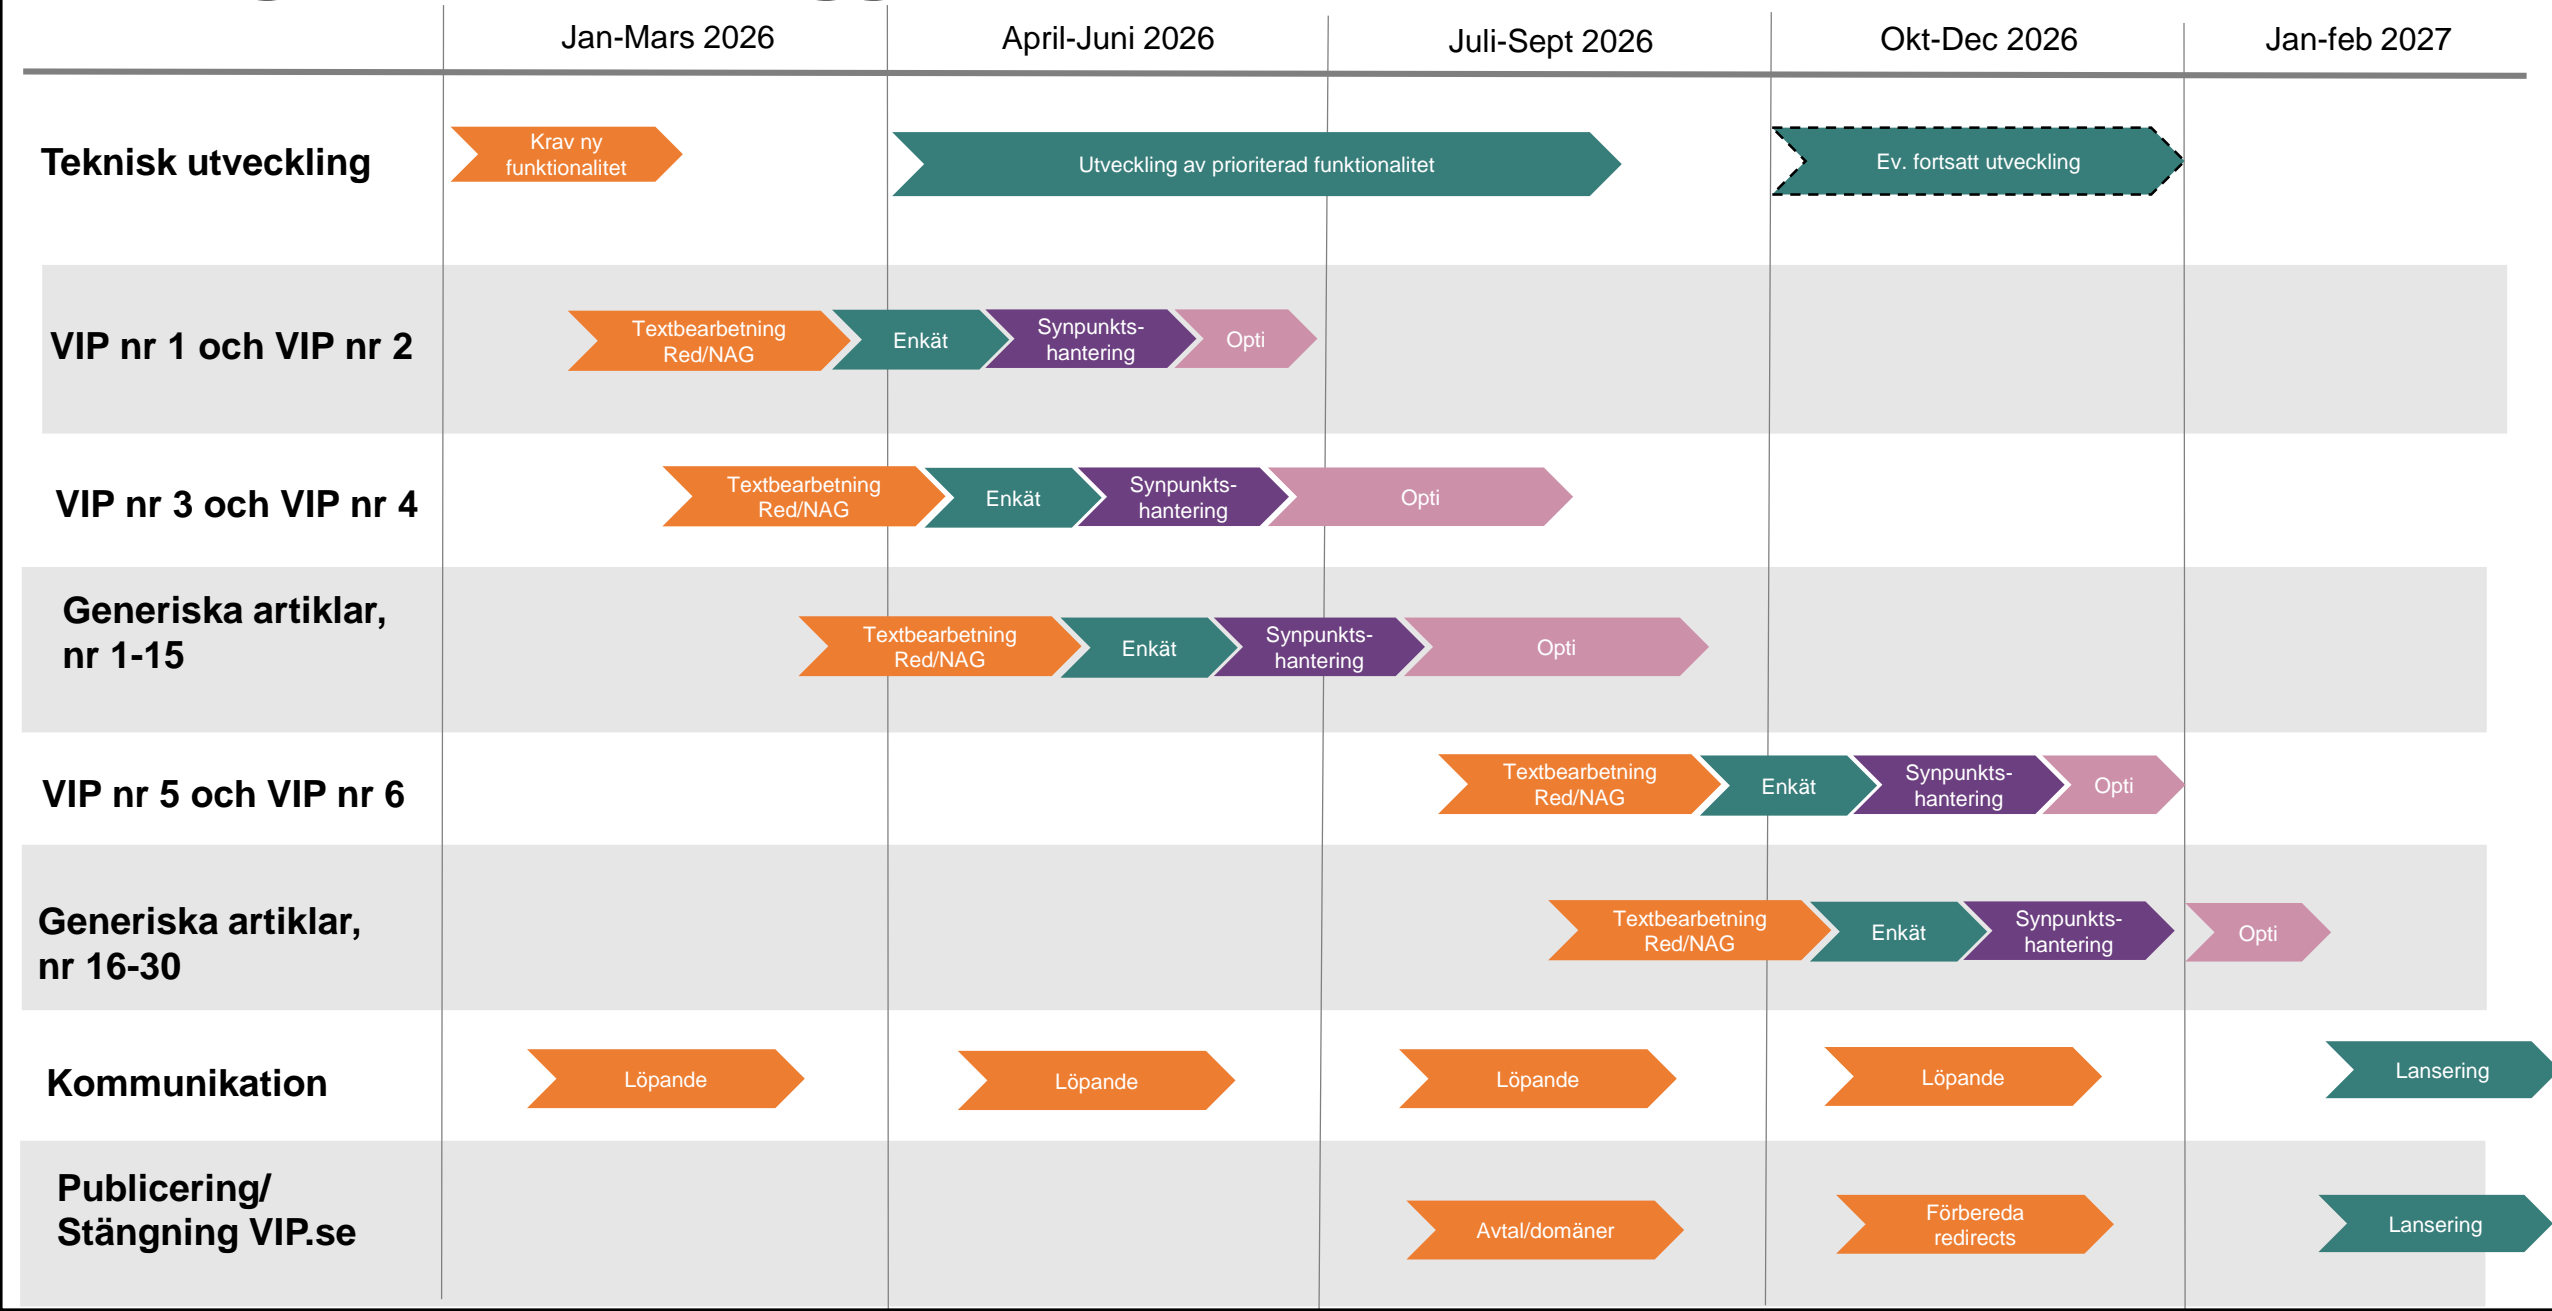 Jan-Mars 2026
April-Juni 2026
Juli-Sept 2026
Okt-Dec 2026
Jan-feb 2027
Teknisk utveckling
Krav ny
funktionalitet
Utveckling av prioriterad funktionalitet
Ev. fortsatt utveckling
VIP nr 1 och VIP nr 2
Textbearbetning
Red/NAG
Enkät
Synpunkts-
hantering
Opti
VIP nr 3 och VIP nr 4
Textbearbetning
Red/NAG
Enkät
Synpunkts-
hantering
Opti
Generiska artiklar,
nr 1-15
Textbearbetning
Red/NAG
Enkät
Synpunkts-
hantering
Opti
VIP nr 5 och VIP nr 6
Textbearbetning
Red/NAG
Enkät
Synpunkts-
hantering
Opti
Generiska artiklar,
nr 16-30
Textbearbetning
Red/NAG
Enkät
Synpunkts-
hantering
Opti
Kommunikation
Löpande
Löpande
Löpande
Löpande
Lansering
Publicering/
Stängning VIP.se
Avtal/domäner
Förbereda
redirects
Lansering